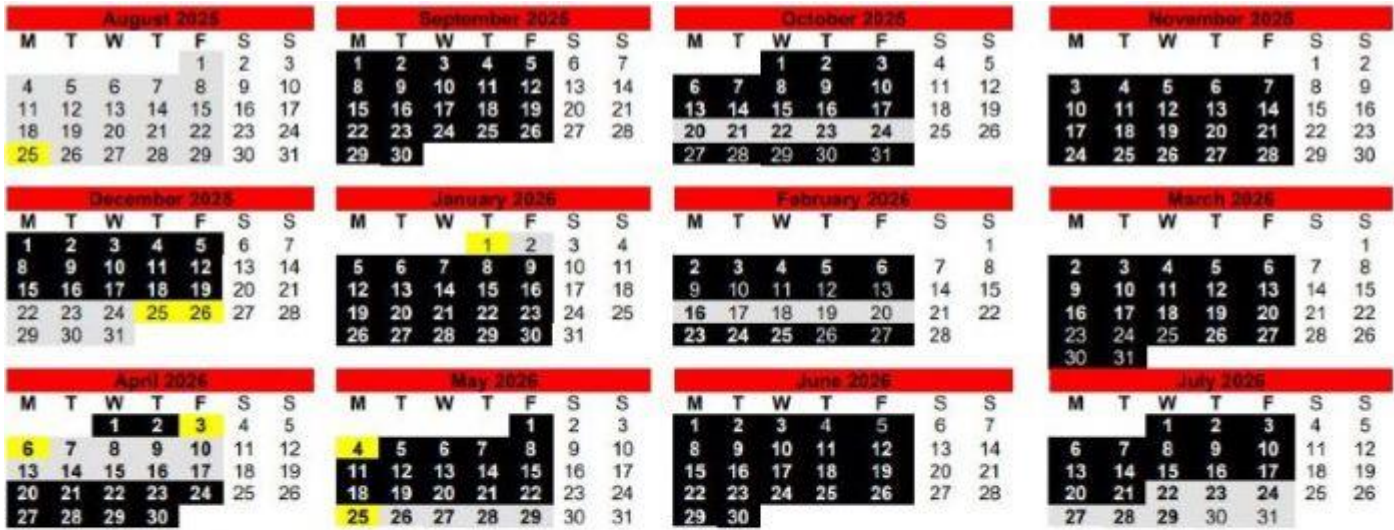 August 2025
M T W T F S S
1 2 3
4 5 6 7 8 9 10
11 12 13 14 15 16 17
18 19 20 21 22 23 24
25 26 27 28 29 30 31
September 2025
M T W T F S S
1 2 3 4 5 6 7
8 9 10 11 12 13 14
15 16 17 18 19 20 21
22 23 24 25 26 27 28
29 30
October 2025
M T W T F S S
1 2 3 4 5
6 7 8 9 10 11 12
13 14 15 16 17 18 19
20 21 22 23 24 25 26
27 28 29 30 31
November 2025
M T W T F S S
1 2
3 4 5 6 7 8 9
10 11 12 13 14 15 16
17 18 19 20 21 22 23
24 25 26 27 28 29 30
December 2025
M T W T F S S
1 2 3 4 5 6 7
8 9 10 11 12 13 14
15 16 17 18 19 20 21
22 23 24 25 26 27 28
29 30 31
January 2026
M T W T F S S
1 2 3 4
5 6 7 8 9 10 11
12 13 14 15 16 17 18
19 20 21 22 23 24 25
26 27 28 29 30 31
February 2026
M T W T F S S
1
2 3 4 5 6 7 8
9 10 11 12 13 14 15
16 17 18 19 20 21 22
23 24 25 26 27 28
March 2026
M T W T F S S
1
2 3 4 5 6 7 8
9 10 11 12 13 14 15
16 17 18 19 20 21 22
23 24 25 26 27 28 26
30 31
April 2026
M T W T F S S
1 2 3 4 5
6 7 8 9 10 11 12
13 14 15 16 17 18 19
20 21 22 23 24 25 26
27 28 29 30
May 2026
M T W T F S S
1 2 3
4 5 6 7 8 9 10
11 12 13 14 15 16 17
18 19 20 21 22 23 24
25 26 27 28 29 30 31
June 2026
M T W T F S S
1 2 3 4 5 6 7
8 9 10 11 12 13 14
15 16 17 18 19 20 21
22 23 24 25 26 27 28
29 30
July 2026
M T W T F S S
1 2 3 4 5
6 7 8 9 10 11 12
13 14 15 16 17 18 19
20 21 22 23 24 25 26
27 28 29 30 31